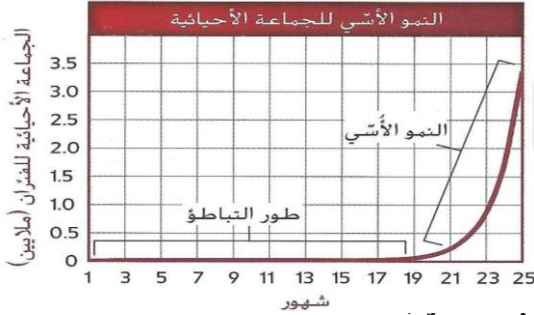 النمو الأسّي للجماعة الأحيائية
الجماعة الأحيائية للفئران (ملايين)
3.5
3.0
2.5
2.0
1.5
1.0
0.5
0
النمو الأُسّي
طور التباطؤ
1 3 5 7 9 11 13 15 17 19 21 23 25
شهور